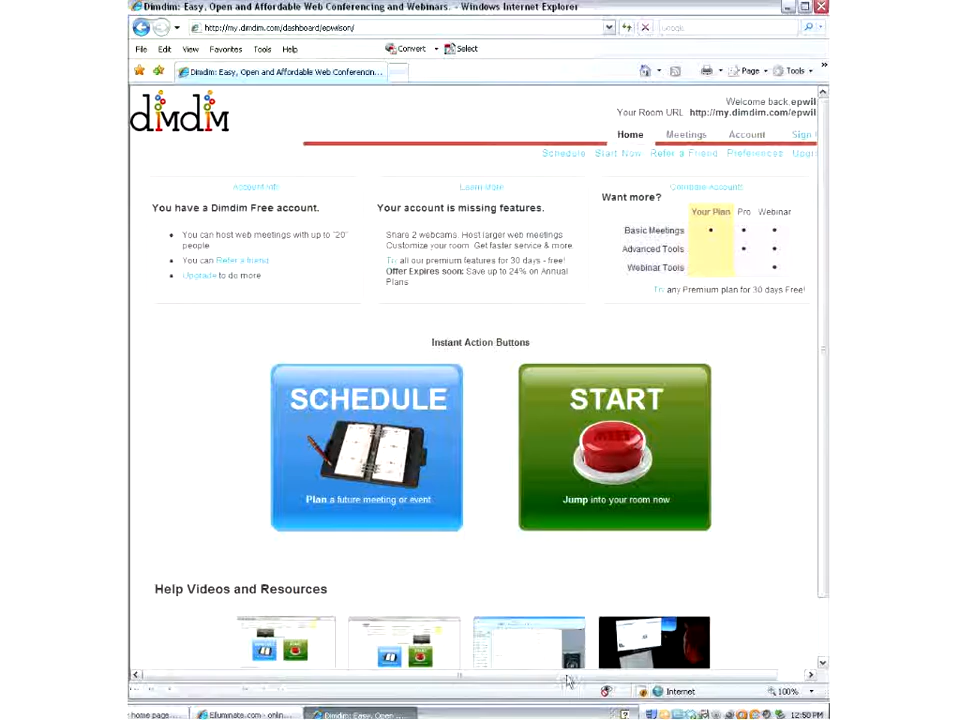 Dimdim: Easy, Open and Affordable Web Conferencing and Webinars. - Windows Internet Explorer
http://my.dimdim.com/dashboard/epwilson/
File Edit View Favorites Tools Help
Convert Select
Dimdim: Easy, Open and Affordable Web Conferencin...
Page Tools
dimdim
Welcome back, epwil
Your Room URL http://my.dimdim.com/epwil
Home Meetings Account Sign
Schedule Start Now Refer a Friend Preferences Upgr
Account Info
Learn More
Compare Accounts
You have a Dimdim Free account.
Your account is missing features.
Want more?
Your Plan Pro Webinar
Basic Meetings • • •
Advanced Tools • •
Webinar Tools •
Try any Premium plan for 30 days Free!
• You can host web meetings with up to "20" people
• You can Refer a friend
• Upgrade to do more
Share 2 webcams. Host larger web meetings
Customize your room. Get faster service & more.
Try all our premium features for 30 days - free!
Offer Expires soon: Save up to 24% on Annual
Plans
Instant Action Buttons
SCHEDULE
Plan a future meeting or event
START
MEET
Jump into your room now
Help Videos and Resources
Internet 100%
home page... Elluminate.com - onlin... Dimdim: Easy, Open ... 12:50 PM